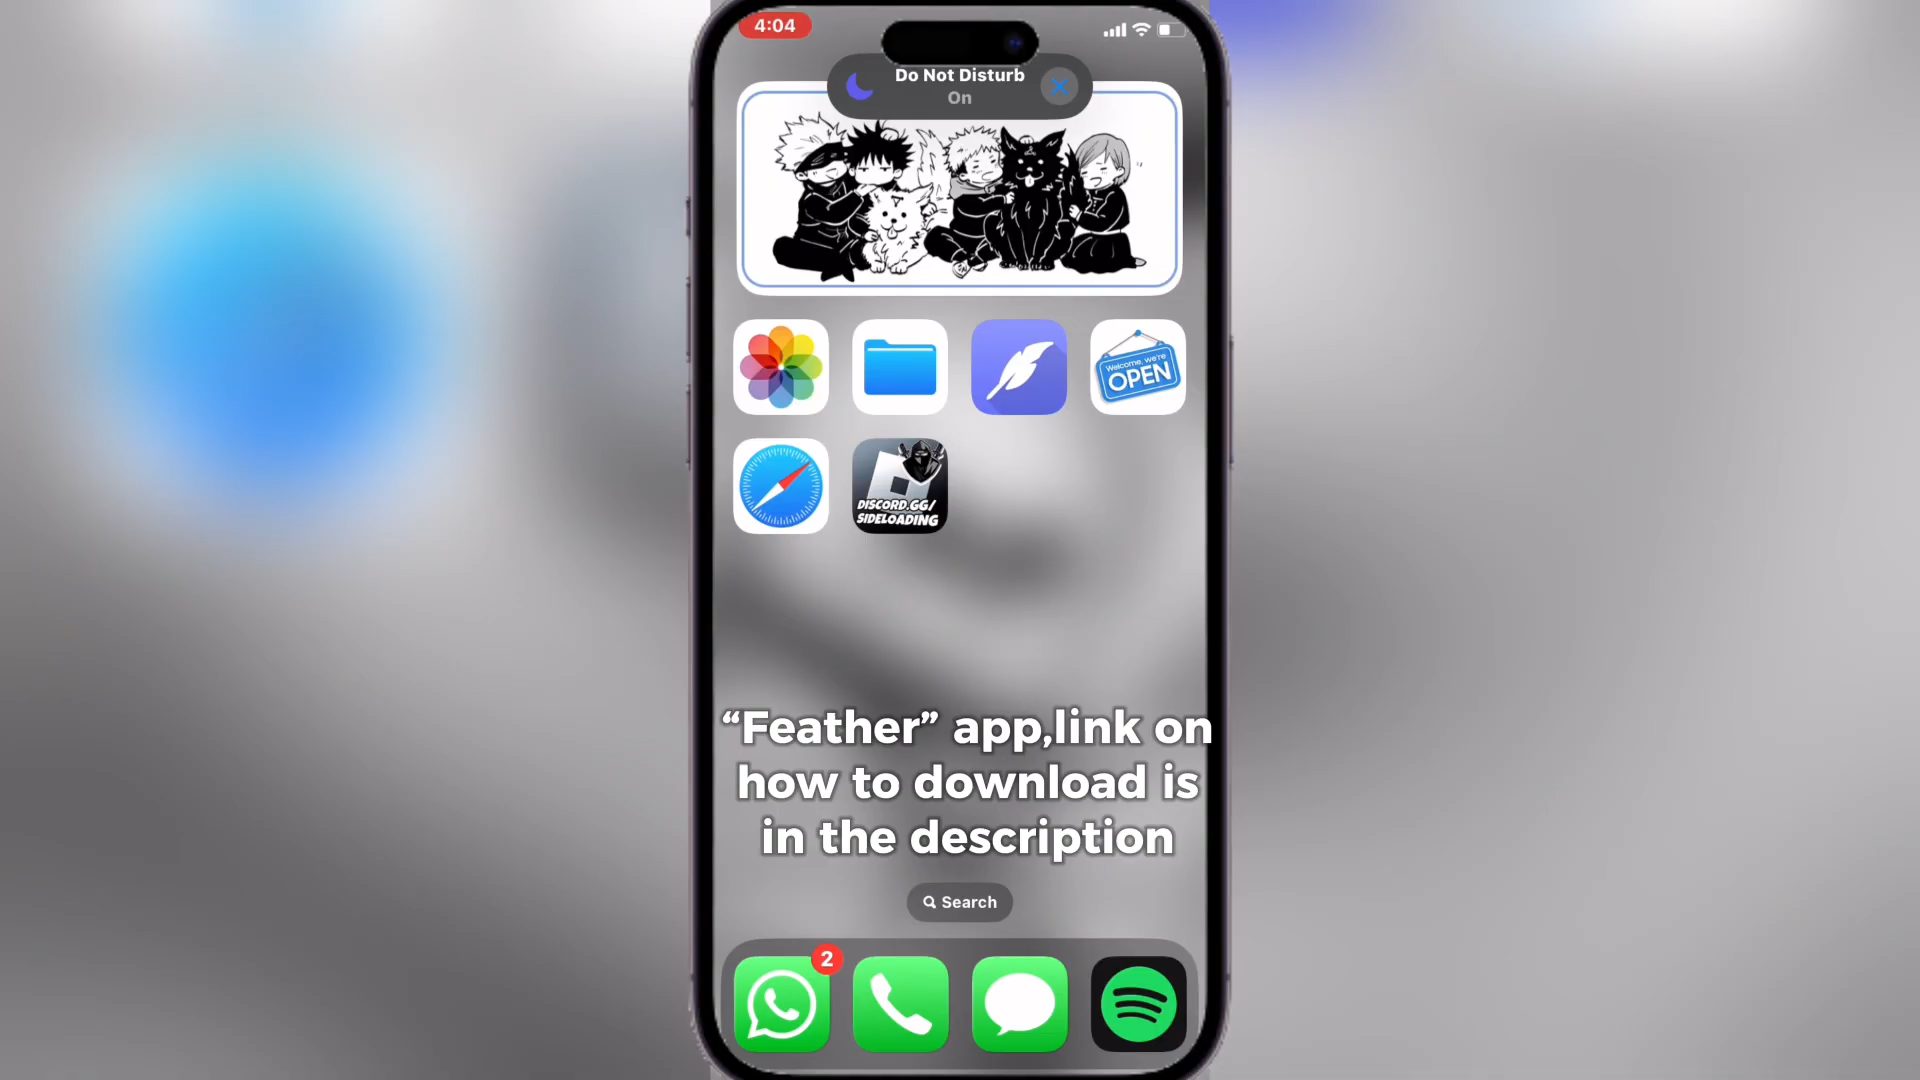 4:04
Do Not Disturb
On
Welcome, we're
OPEN
DISCORD.GG/
SIDELOADING
“Feather” app,link on
how to download is
in the description
Search
2